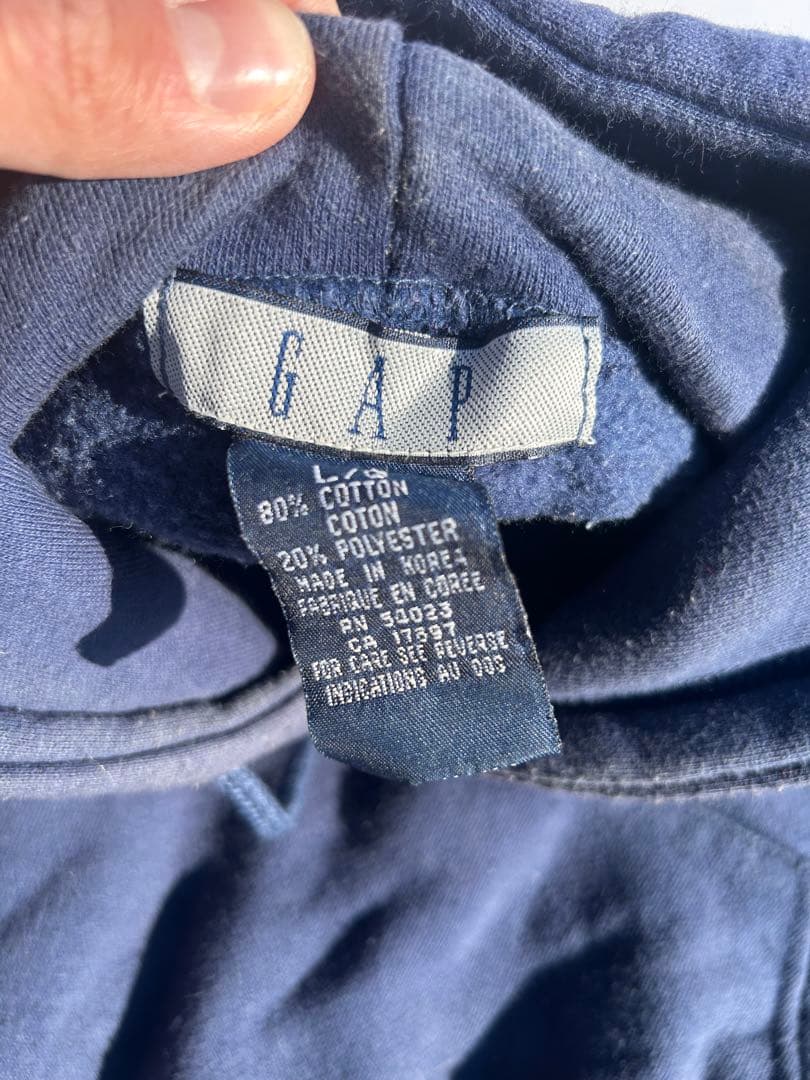 GAP
L/G
80% COTTON
COTON
20% POLYESTER
MADE IN KOREA
FABRIQUE EN COREE
RN 54023
CA 17897
FOR CARE SEE REVERSE
INDICATIONS AU DOS